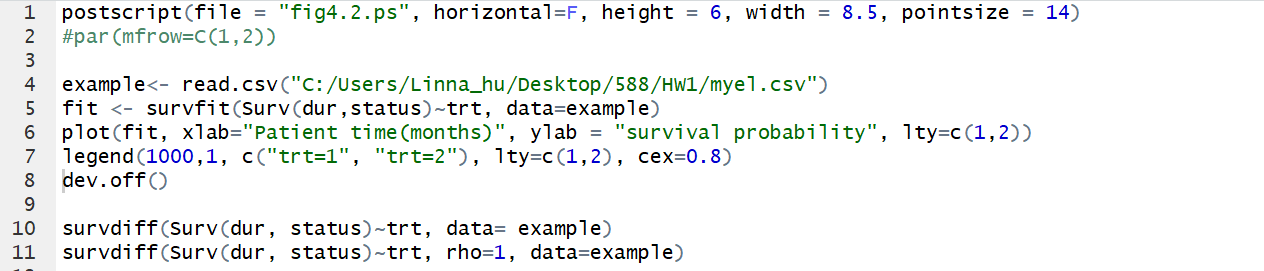 1 postscript(file = "fig4.2.ps", horizontal=F, height = 6, width = 8.5, pointsize = 14)
2 #par(mfrow=C(1,2))
3
4 example<- read.csv("C:/Users/Linna_hu/Desktop/588/HW1/myel.csv")
5 fit <- survfit(Surv(dur,status)~trt, data=example)
6 plot(fit, xlab="Patient time(months)", ylab = "survival probability", lty=c(1,2))
7 legend(1000,1, c("trt=1", "trt=2"), lty=c(1,2), cex=0.8)
8 dev.off()
9
10 survdiff(Surv(dur, status)~trt, data= example)
11 survdiff(Surv(dur, status)~trt, rho=1, data=example)